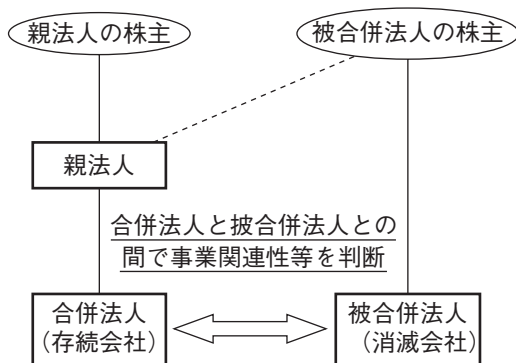 親法人の株主
被合併法人の株主
親法人
合併法人と披合併法人との
間で事業関連性等を判断
合併法人
（存続会社）
被合併法人
（消滅会社）